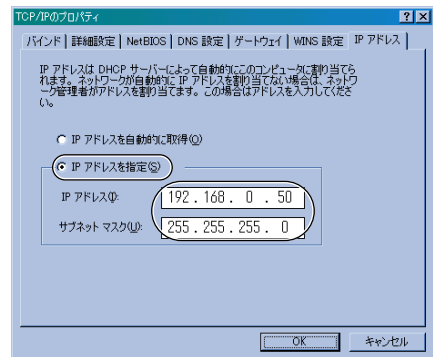 TCP/IPのプロパティ
バインド 詳細設定 NetBIOS DNS 設定 ゲートウェイ WINS 設定 IP アドレス
IP アドレスは DHCP サーバーによって自動的にこのコンピュータに割り当てら
れます。ネットワークが自動的に IP アドレスを割り当てない場合は、ネットワ
ーク管理者がアドレスを割り当てます。この場合はアドレスを入力してくださ
い。
IP アドレスを自動的に取得(O)
IP アドレスを指定(S)
IP アドレス(I):
192 . 168 . 0 . 50
サブネット マスク(U):
255 . 255 . 255 . 0
OK キャンセル